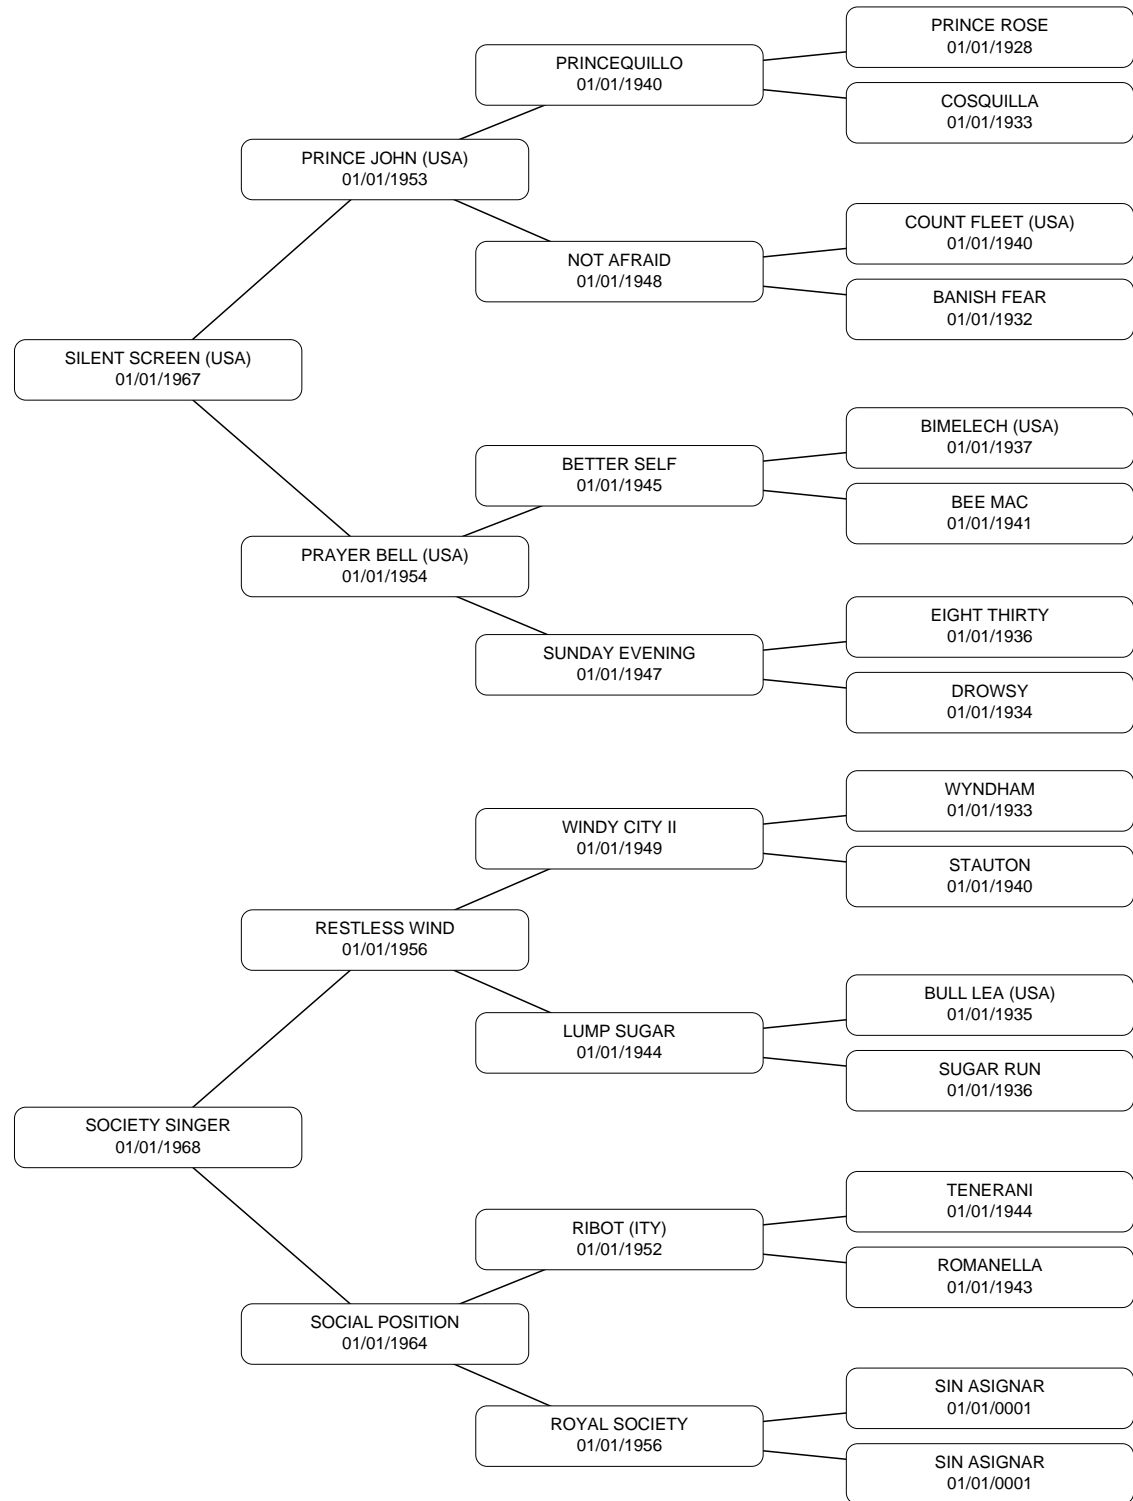 PRINCE ROSE
01/01/1928
PRINCEQUILLO
01/01/1940
COSQUILLA
01/01/1933
PRINCE JOHN (USA)
01/01/1953
COUNT FLEET (USA)
01/01/1940
NOT AFRAID
01/01/1948
BANISH FEAR
01/01/1932
SILENT SCREEN (USA)
01/01/1967
BIMELECH (USA)
01/01/1937
BETTER SELF
01/01/1945
BEE MAC
01/01/1941
PRAYER BELL (USA)
01/01/1954
EIGHT THIRTY
01/01/1936
SUNDAY EVENING
01/01/1947
DROWSY
01/01/1934
WYNDHAM
01/01/1933
WINDY CITY II
01/01/1949
STAUTON
01/01/1940
RESTLESS WIND
01/01/1956
BULL LEA (USA)
01/01/1935
LUMP SUGAR
01/01/1944
SUGAR RUN
01/01/1936
SOCIETY SINGER
01/01/1968
TENERANI
01/01/1944
RIBOT (ITY)
01/01/1952
ROMANELLA
01/01/1943
SOCIAL POSITION
01/01/1964
SIN ASIGNAR
01/01/0001
ROYAL SOCIETY
01/01/1956
SIN ASIGNAR
01/01/0001